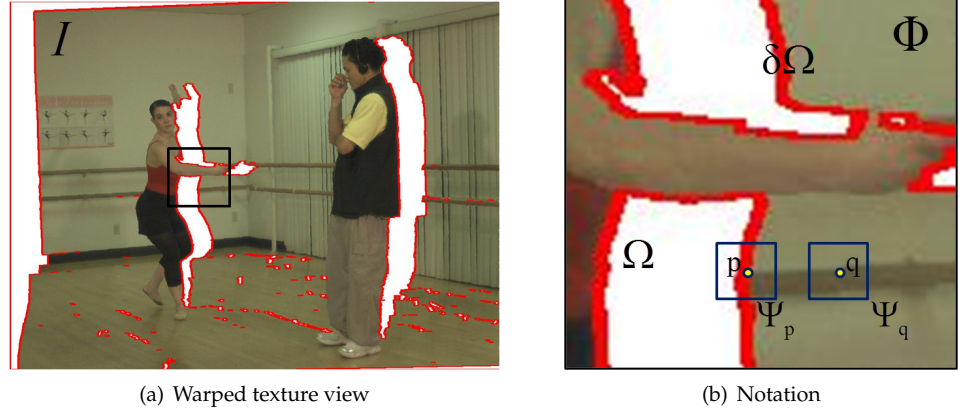 I
Φ
δΩ
Ω
p
q
Ψp
Ψq
(a) Warped texture view
(b) Notation